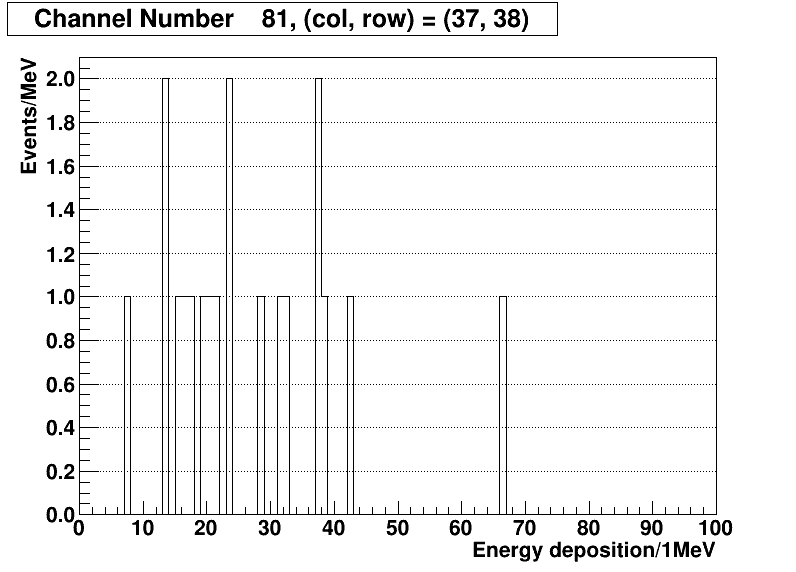 Channel Number 81, (col, row) = (37, 38)
Events/MeV
2.0
1.8
1.6
1.4
1.2
1.0
0.8
0.6
0.4
0.2
0.0
0 10 20 30 40 50 60 70 80 90 100
Energy deposition/1MeV